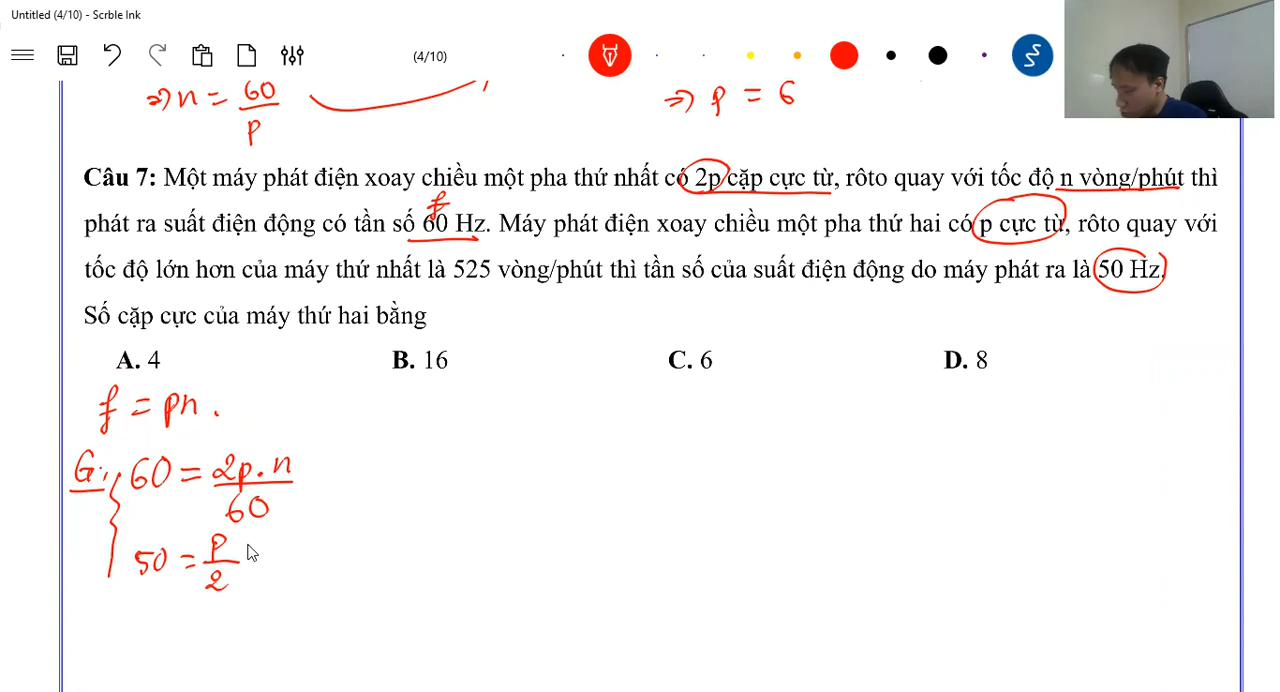 Untitled (4/10) - Scrble Ink
(4/10)
=> n = 60/p
=> p = 6
Câu 7: Một máy phát điện xoay chiều một pha thứ nhất có 2p cặp cực từ, rôto quay với tốc độ n vòng/phút thì
f
phát ra suất điện động có tần số 60 Hz. Máy phát điện xoay chiều một pha thứ hai có p cực từ, rôto quay với
tốc độ lớn hơn của máy thứ nhất là 525 vòng/phút thì tần số của suất điện động do máy phát ra là 50 Hz.
Số cặp cực của máy thứ hai bằng
A. 4 B. 16 C. 6 D. 8
f = pn.
G: 60 = 2p.n/60
50 = p/2